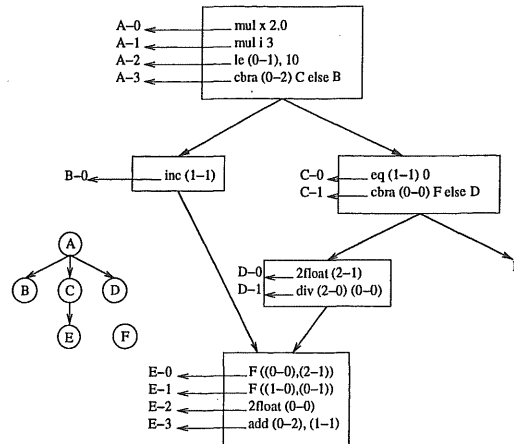 A-0 mul x 2.0
A-1 mul i 3
A-2 le (0-1), 10
A-3 cbra (0-2) C else B
B-0 inc (1-1)
C-0 eq (1-1) 0
C-1 cbra (0-0) F else D
A
B C D
E F
D-0 2float (2-1)
D-1 div (2-0) (0-0)
E-0 F ((0-0),(2-1))
E-1 F ((1-0),(0-1))
E-2 2float (0-0)
E-3 add (0-2), (1-1)